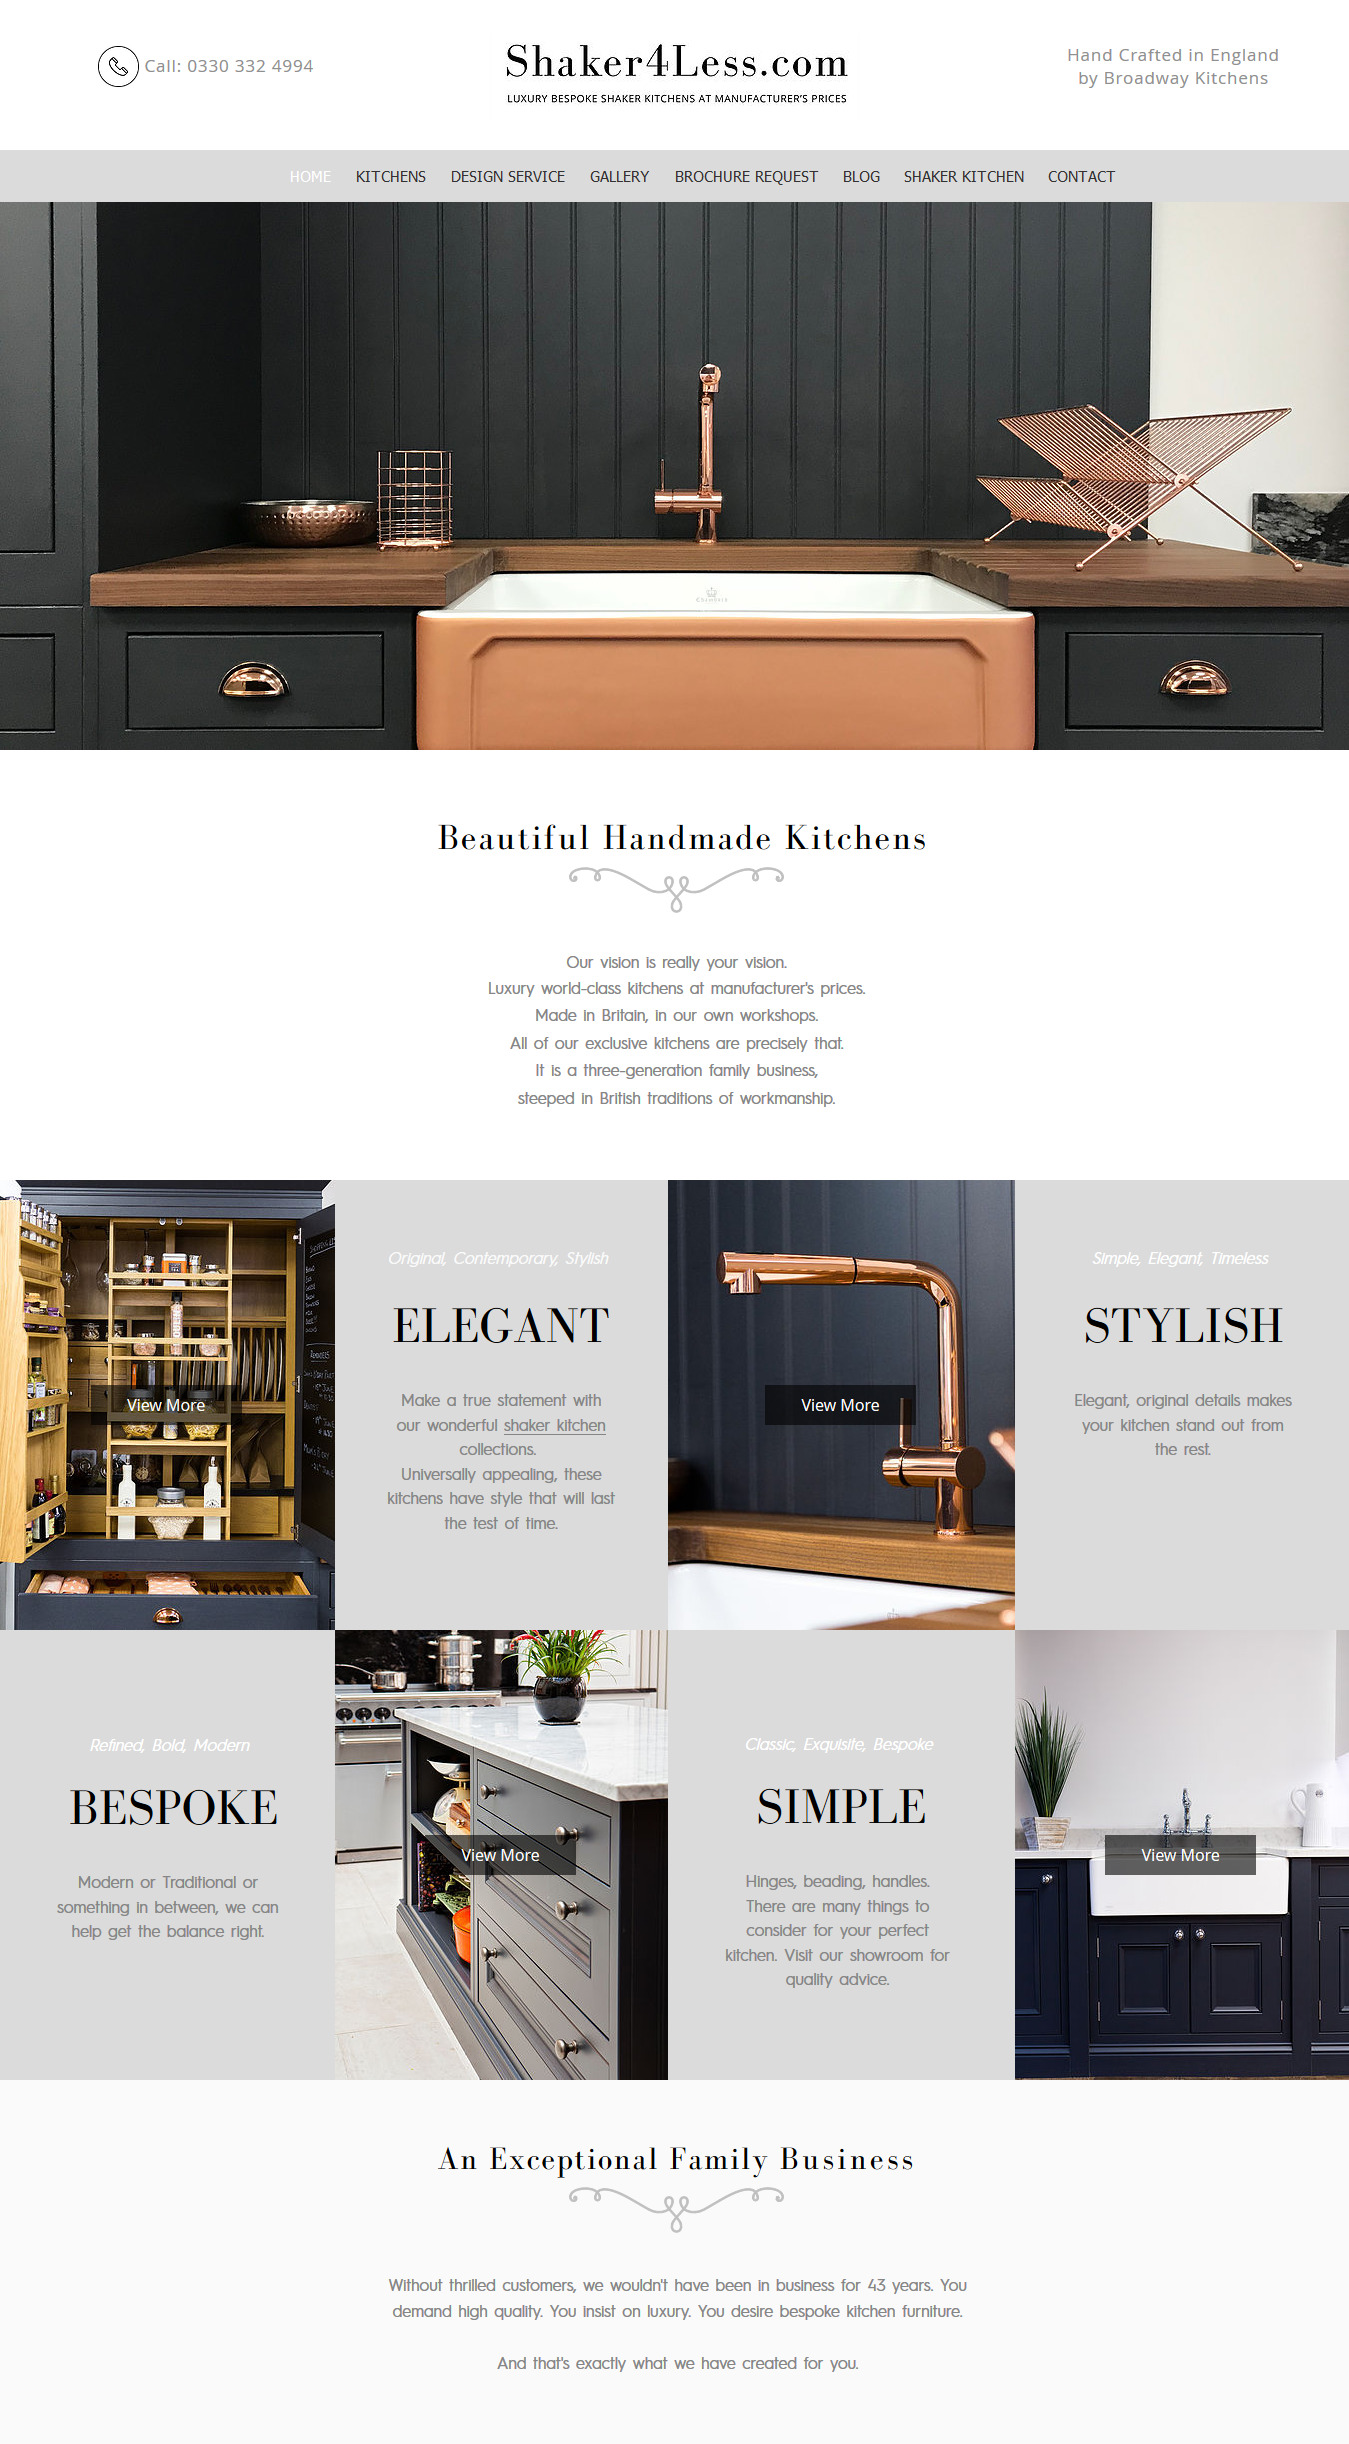 Call: 0330 332 4994
Shaker4Less.com
LUXURY BESPOKE SHAKER KITCHENS AT MANUFACTURER'S PRICES
Hand Crafted in England
by Broadway Kitchens
HOME KITCHENS DESIGN SERVICE GALLERY BROCHURE REQUEST BLOG SHAKER KITCHEN CONTACT
Beautiful Handmade Kitchens
Our vision is really your vision.
Luxury world-class kitchens at manufacturer's prices.
Made in Britain, in our own workshops.
All of our exclusive kitchens are precisely that.
It is a three-generation family business,
steeped in British traditions of workmanship.
View More
Original, Contemporary, Stylish
ELEGANT
Make a true statement with
our wonderful shaker kitchen
collections.
Universally appealing, these
kitchens have style that will last
the test of time.
View More
Simple, Elegant, Timeless
STYLISH
Elegant, original details makes
your kitchen stand out from
the rest.
Refined, Bold, Modern
BESPOKE
Modern or Traditional or
something in between, we can
help get the balance right.
View More
Classic, Exquisite, Bespoke
SIMPLE
Hinges, beading, handles.
There are many things to
consider for your perfect
kitchen. Visit our showroom for
quality advice.
View More
An Exceptional Family Business
Without thrilled customers, we wouldn't have been in business for 43 years. You
demand high quality. You insist on luxury. You desire bespoke kitchen furniture.
And that's exactly what we have created for you.